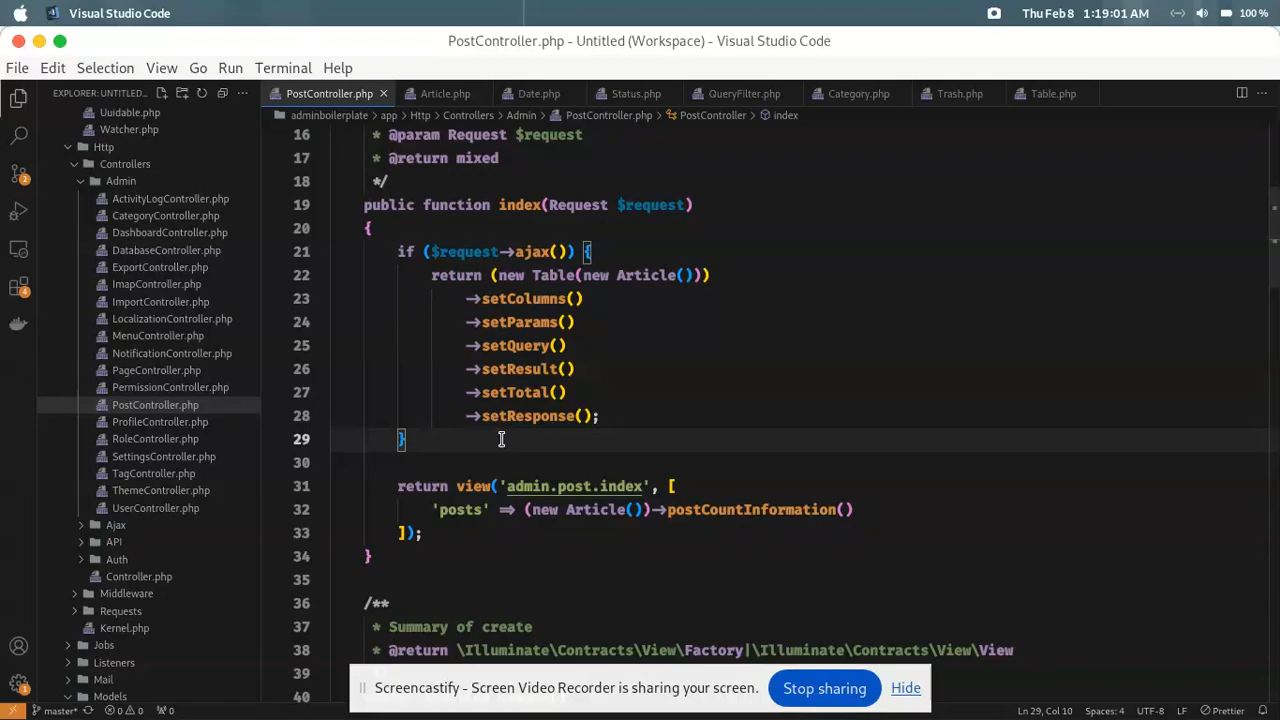 Visual Studio Code
Thu Feb 8 1:19:01 AM
100 %
PostController.php - Untitled (Workspace) - Visual Studio Code
File Edit Selection View Go Run Terminal Help
EXPLORER: UNTITLED...
PostController.php Article.php Date.php Status.php QueryFilter.php Category.php Trash.php Table.php
adminboilerplate > app > Http > Controllers > Admin > PostController.php > PostController > index
Uuidable.php
Watcher.php
Http
Controllers
Admin
ActivityLogController.php
CategoryController.php
DashboardController.php
DatabaseController.php
ExportController.php
ImapController.php
ImportController.php
LocalizationController.php
MenuController.php
NotificationController.php
PageController.php
PermissionController.php
PostController.php
ProfileController.php
RoleController.php
SettingsController.php
TagController.php
ThemeController.php
UserController.php
Ajax
API
Auth
Controller.php
Middleware
Requests
Kernel.php
Jobs
Listeners
Mail
Models
2
4
1
16 * @param Request $request
17 * @return mixed
18 */
19 public function index(Request $request)
20 {
21 if ($request->ajax()) {
22 return (new Table(new Article()))
23 ->setColumns()
24 ->setParams()
25 ->setQuery()
26 ->setResult()
27 ->setTotal()
28 ->setResponse();
29 }
30
31 return view('admin.post.index', [
32 'posts' => (new Article())->postCountInformation()
33 ]);
34 }
35
36 /**
37 * Summary of create
38 * @return \Illuminate\Contracts\View\Factory|\Illuminate\Contracts\View\View
39
40
Screencastify - Screen Video Recorder is sharing your screen. Stop sharing Hide
master* 0 0 0 Ln 29, Col 10 Spaces: 4 UTF-8 LF Prettier